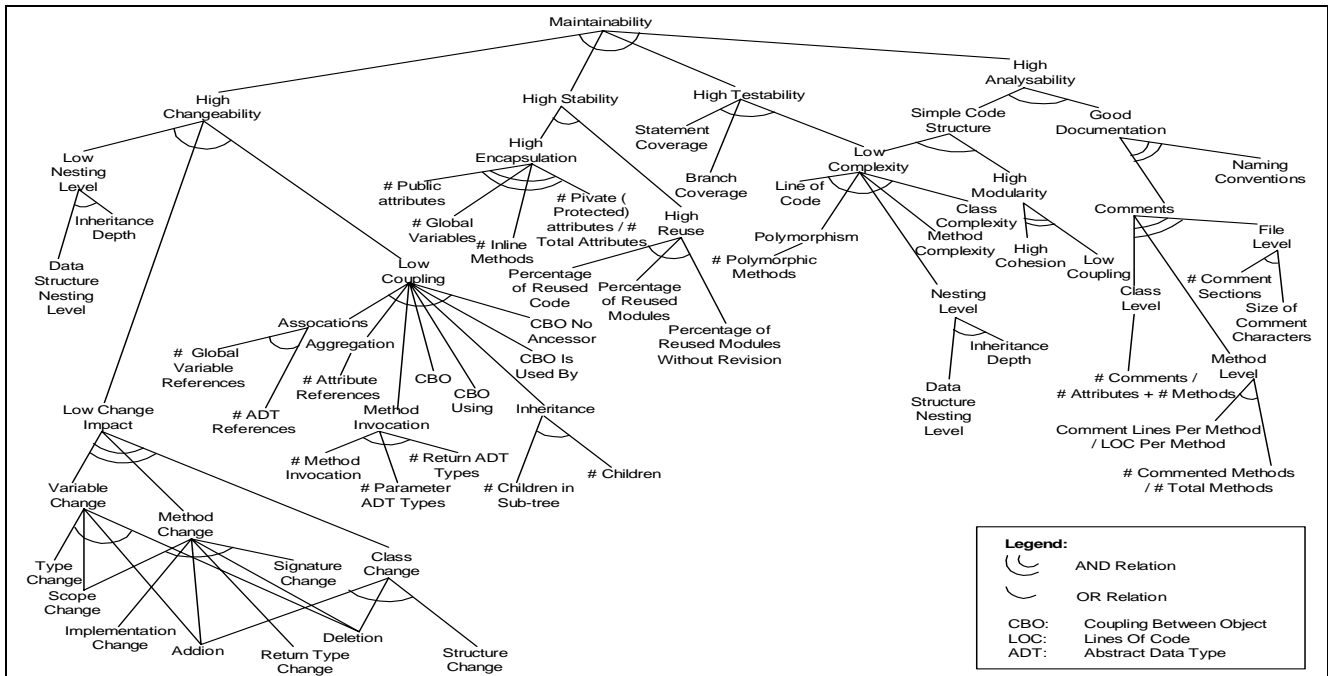 Maintainability
High
Changeability
High Stability
High Testability
High
Analysability
Low
Nesting
Level
Inheritance
Depth
Data
Structure
Nesting
Level
High
Encapsulation
# Public
attributes
# Global
Variables
# Inline
Methods
# Pivate (
Protected)
attributes / #
Total Attributes
High
Reuse
Percentage
of Reused
Code
Percentage
of Reused
Modules
Percentage of
Reused Modules
Without Revision
Statement
Coverage
Branch
Coverage
Low
Complexity
Line of
Code
Polymorphism
# Polymorphic
Methods
Class
Complexity
Method
Complexity
Nesting
Level
Inheritance
Depth
Data
Structure
Nesting Level
Simple Code
Structure
High
Modularity
High
Cohesion
Low
Coupling
Good
Documentation
Naming
Conventions
Comments
File
Level
# Comment
Sections
Size of
Comment
Characters
Class
Level
# Comments /
# Attributes + # Methods
Method
Level
Comment Lines Per Method
/ LOC Per Method
# Commented Methods
/ # Total Methods
Low
Coupling
Assocations
# Global
Variable
References
# ADT
References
Aggregation
# Attribute
References
Method
Invocation
# Method
Invocation
# Parameter
ADT Types
# Return ADT
Types
CBO
CBO
Using
CBO Is
Used By
CBO No
Ancessor
Inheritance
# Children in
Sub-tree
# Children
Low Change
Impact
Variable
Change
Method
Change
Class
Change
Type
Change
Scope
Change
Implementation
Change
Addion
Return Type
Change
Signature
Change
Deletion
Structure
Change
Legend:
AND Relation
OR Relation
CBO: Coupling Between Object
LOC: Lines Of Code
ADT: Abstract Data Type